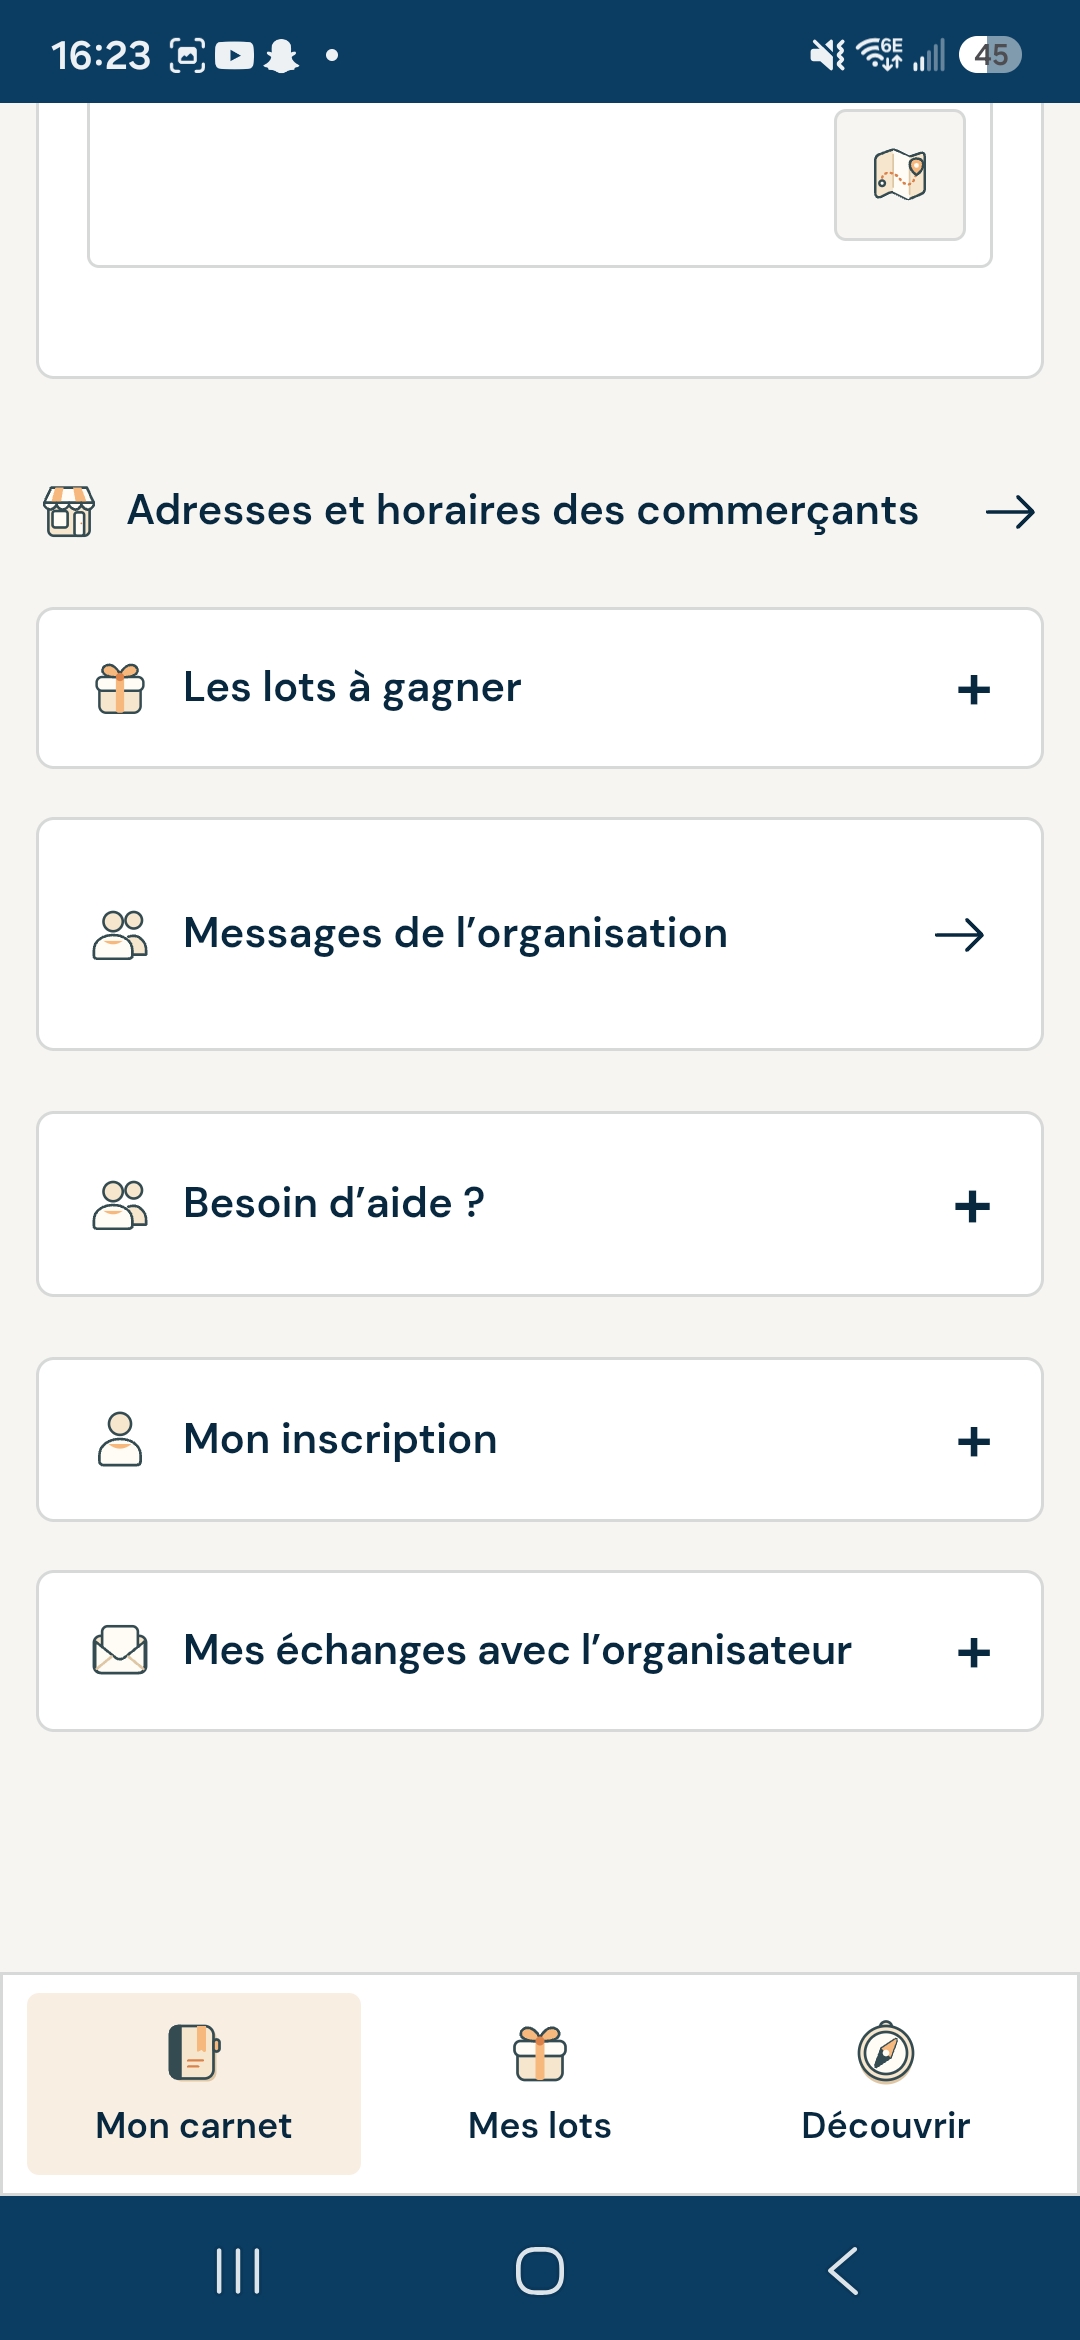 16:23
6E
45
Adresses et horaires des commerçants
Les lots à gagner
Messages de l’organisation
Besoin d’aide ?
Mon inscription
Mes échanges avec l’organisateur
Mon carnet
Mes lots
Découvrir